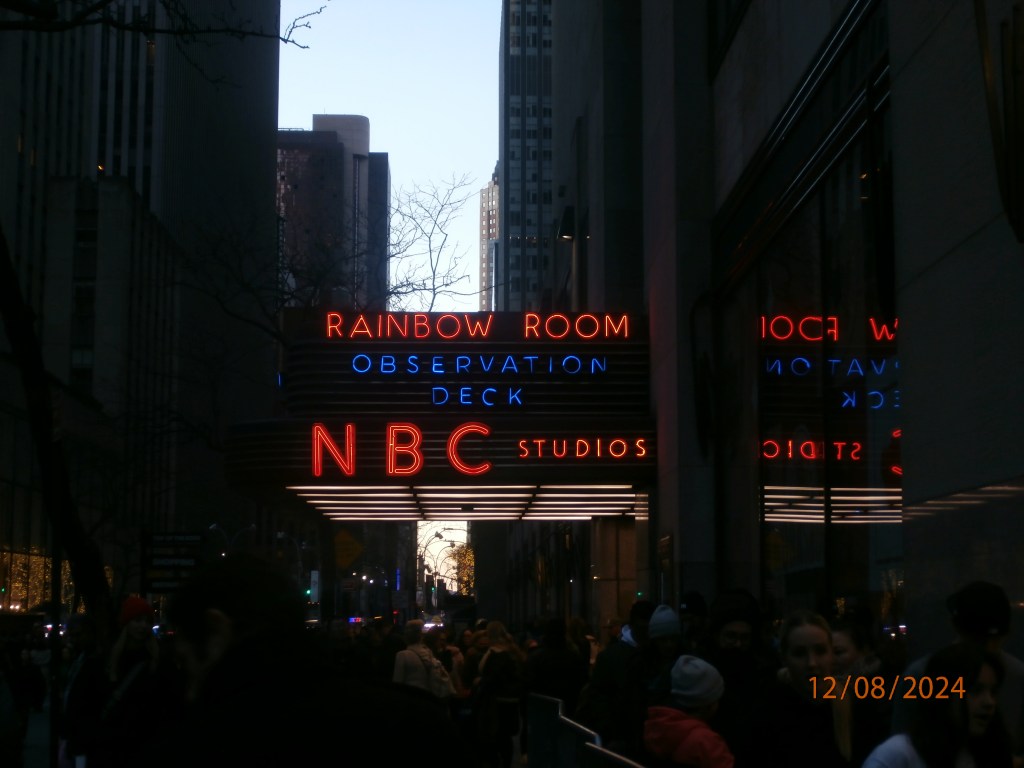 RAINBOW ROOM
OBSERVATION
DECK
NBC STUDIOS
12/08/2024